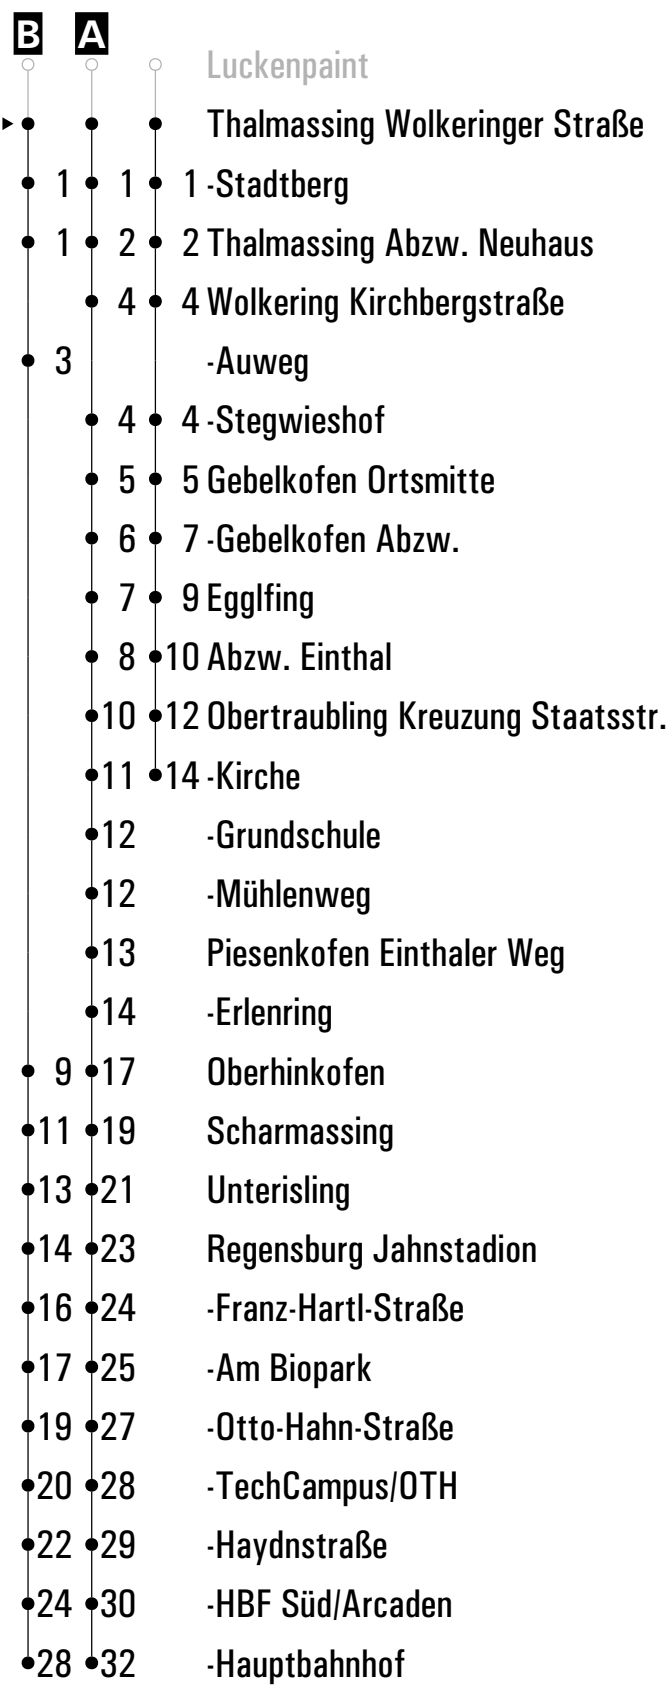 B A
Luckenpaint
Thalmassing Wolkeringer Straße
1 1 1 -Stadtberg
1 2 2 Thalmassing Abzw. Neuhaus
4 4 Wolkering Kirchbergstraße
3 -Auweg
4 4 -Stegwieshof
5 5 Gebelkofen Ortsmitte
6 7 -Gebelkofen Abzw.
7 9 Egglfing
8 10 Abzw. Einthal
10 12 Obertraubling Kreuzung Staatsstr.
11 14 -Kirche
12 -Grundschule
12 -Mühlenweg
13 Piesenkofen Einthaler Weg
14 -Erlenring
9 17 Oberhinkofen
11 19 Scharmassing
13 21 Unterisling
14 23 Regensburg Jahnstadion
16 24 -Franz-Hartl-Straße
17 25 -Am Biopark
19 27 -Otto-Hahn-Straße
20 28 -TechCampus/OTH
22 29 -Haydnstraße
24 30 -HBF Süd/Arcaden
28 32 -Hauptbahnhof